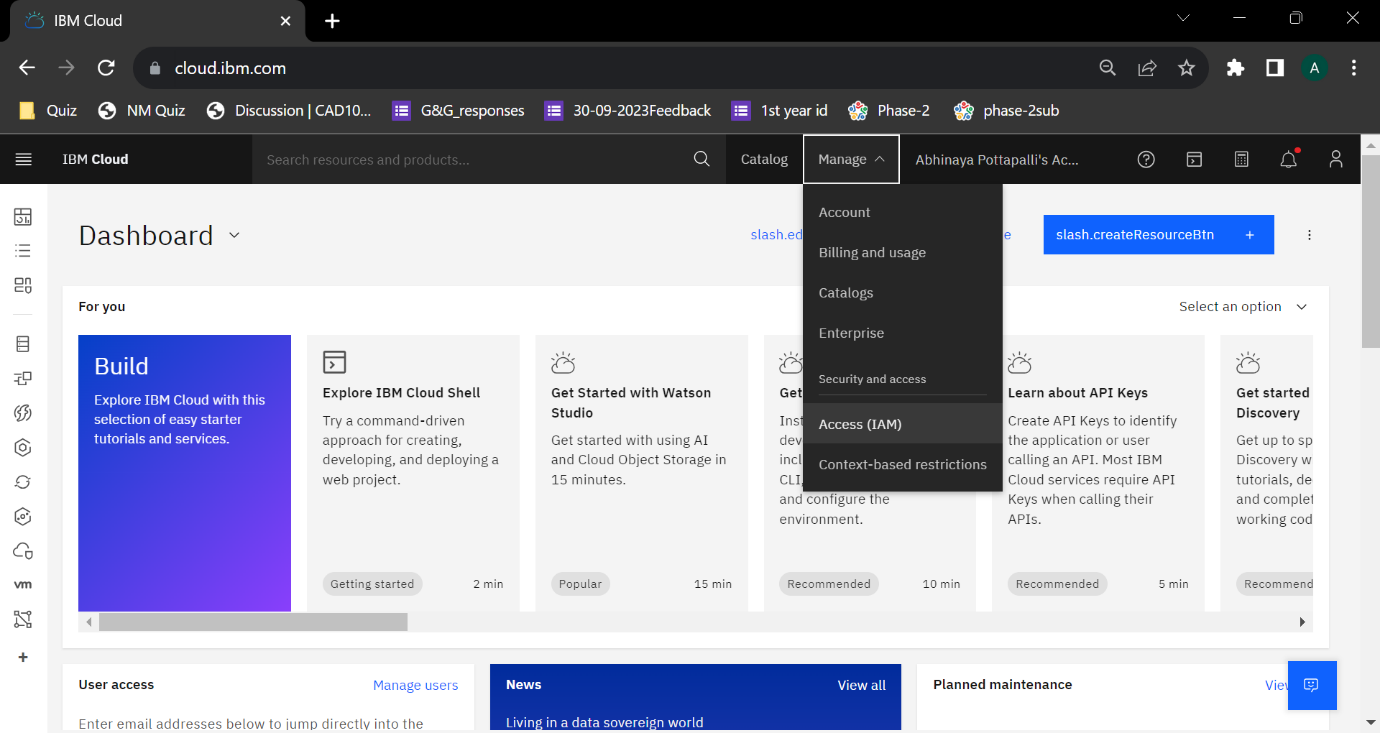 IBM Cloud
cloud.ibm.com
A
Quiz
NM Quiz
Discussion | CAD10...
G&G_responses
30-09-2023Feedback
1st year id
Phase-2
phase-2sub
IBM Cloud
Search resources and products...
Catalog
Manage
Abhinaya Pottapalli's Ac...
Account
Billing and usage
Catalogs
Enterprise
Security and access
Access (IAM)
Context-based restrictions
Dashboard
slash.ed
e
slash.createResourceBtn +
For you
Select an option
Build
Explore IBM Cloud with this
selection of easy starter
tutorials and services.
Explore IBM Cloud Shell
Try a command-driven
approach for creating,
developing, and deploying a
web project.
Getting started
2 min
Get Started with Watson
Studio
Get started with using AI
and Cloud Object Storage in
15 minutes.
Popular
15 min
Get
Inst
dev
incl
CLI,
and configure the
environment.
Recommended
10 min
Learn about API Keys
Create API Keys to identify
the application or user
calling an API. Most IBM
Cloud services require API
Keys when calling their
APIs.
Recommended
5 min
Get started
Discovery
Get up to sp
Discovery w
tutorials, de
and complet
working cod
Recommend
vm
User access
Manage users
Enter email addresses below to jump directly into the
News
View all
Living in a data sovereign world
Planned maintenance
Vie